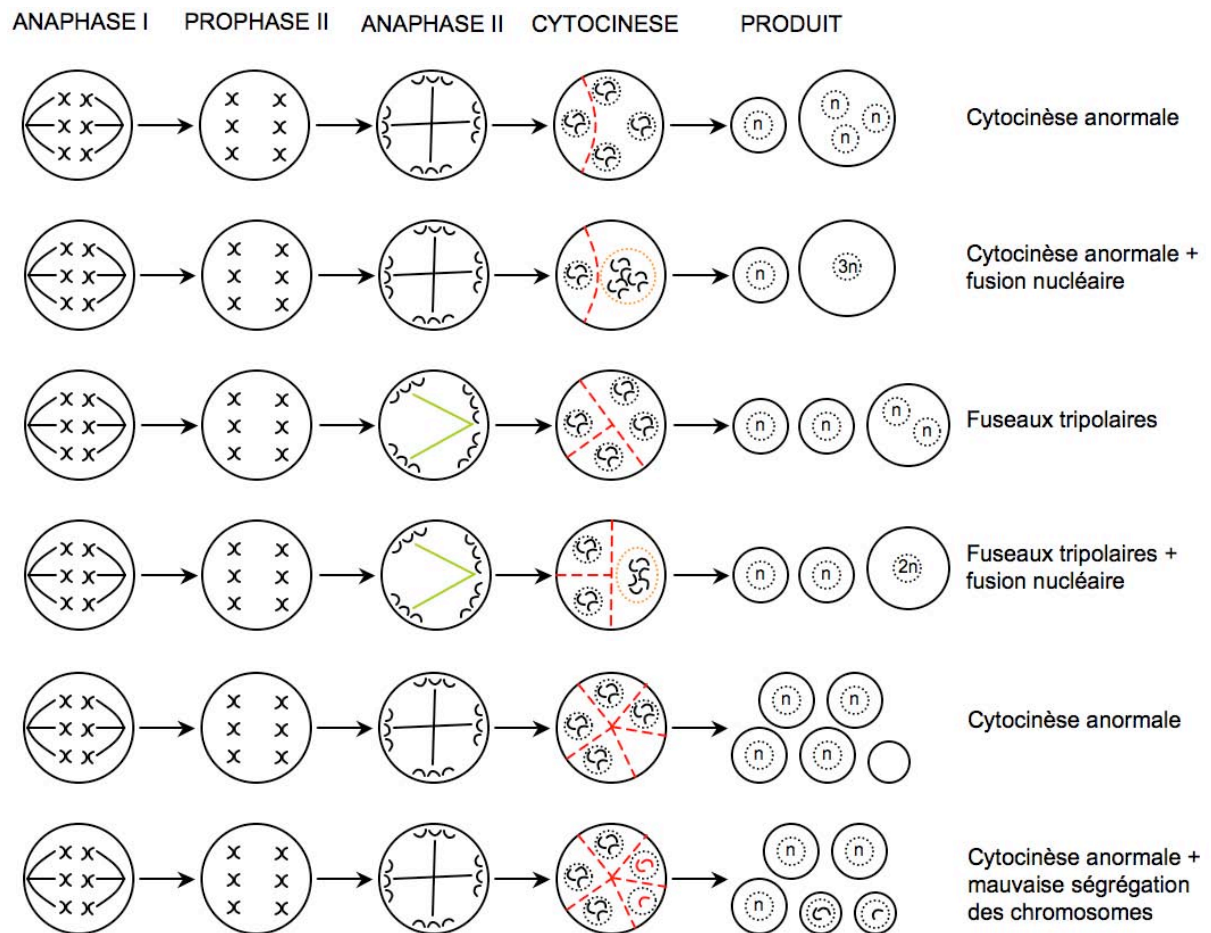 ANAPHASE I PROPHASE II ANAPHASE II CYTOCINESE PRODUIT
n n n n Cytocinèse anormale
n 3n Cytocinèse anormale +
fusion nucléaire
n n n n Fuseaux tripolaires
n n 2n Fuseaux tripolaires +
fusion nucléaire
n n
Cytocinèse anormale
n n
n n
Cytocinèse anormale +
mauvaise ségrégation
n
des chromosomes